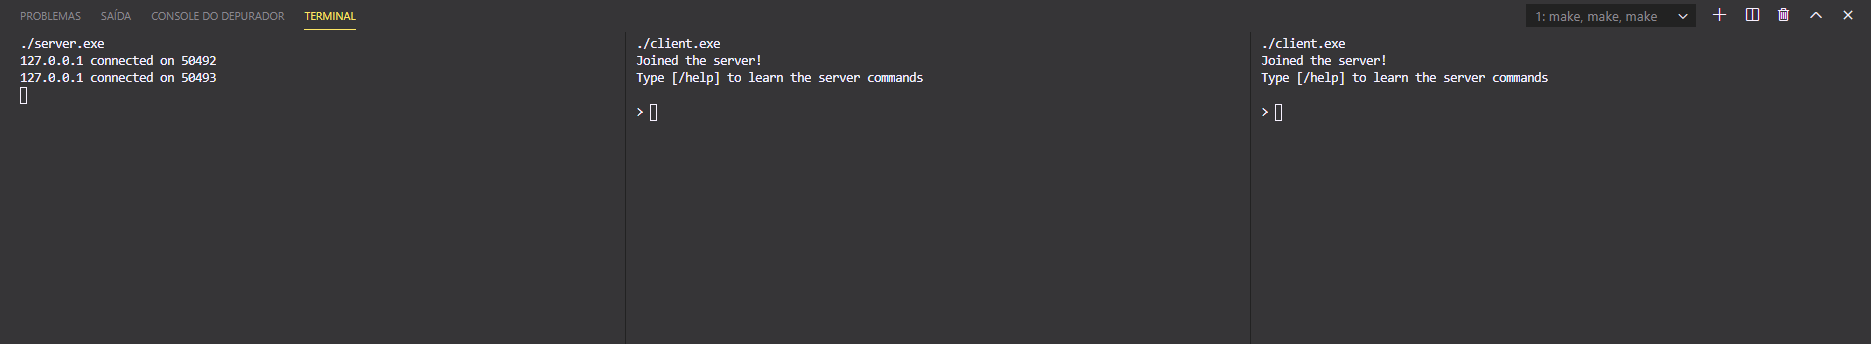 PROBLEMAS SAÍDA CONSOLE DO DEPURADOR TERMINAL 1: make, make, make
./server.exe
127.0.0.1 connected on 50492
127.0.0.1 connected on 50493
./client.exe
Joined the server!
Type [/help] to learn the server commands
>
./client.exe
Joined the server!
Type [/help] to learn the server commands
>